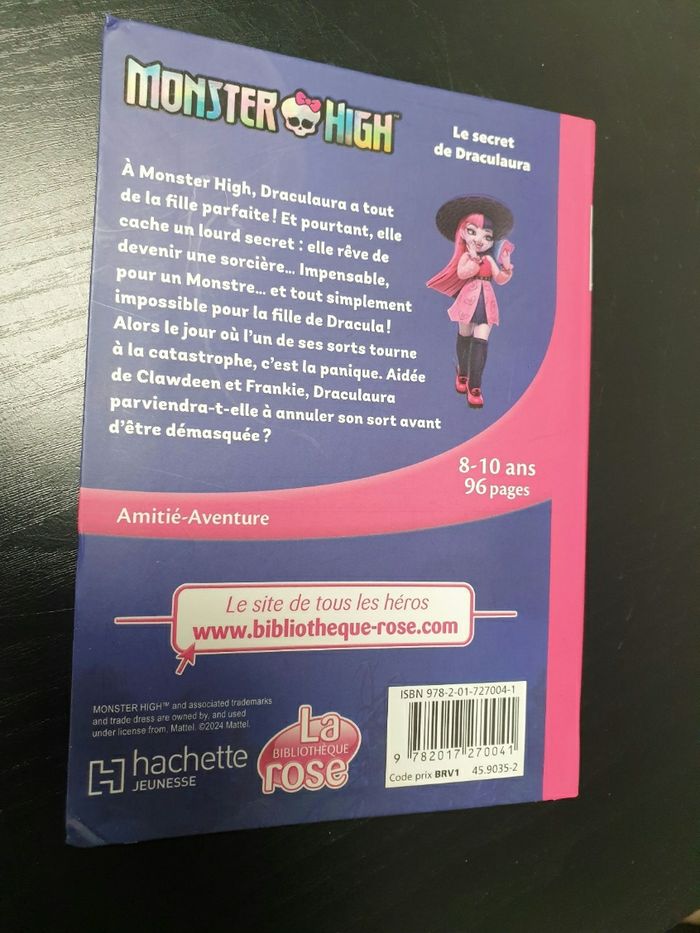 MONSTER HIGH™
Le secret
de Draculaura
À Monster High, Draculaura a tout
de la fille parfaite ! Et pourtant, elle
cache un lourd secret : elle rêve de
devenir une sorcière... Impensable,
pour un Monstre... et tout simplement
impossible pour la fille de Dracula !
Alors le jour où l'un de ses sorts tourne
à la catastrophe, c'est la panique. Aidée
de Clawdeen et Frankie, Draculaura
parviendra-t-elle à annuler son sort avant
d'être démasquée ?
8-10 ans
96 pages
Amitié-Aventure
Le site de tous les héros
www.bibliotheque-rose.com
MONSTER HIGH™ and associated trademarks
and trade dress are owned by, and used
under license from, Mattel. ©2024 Mattel.
hachette
JEUNESSE
La
BIBLIOTHÈQUE
rose
ISBN 978-2-01-727004-1
9 782017 270041
Code prix BRV1 45.9035-2